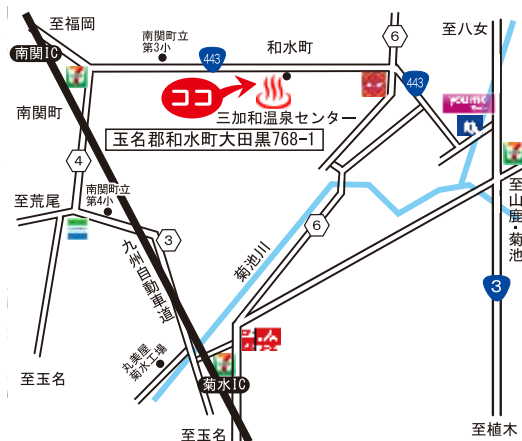 至福岡
南関IC
南関町立
第3小
443
和水町
6
至八女
南関町
ココ
三加和温泉センター
443
youme
玉名郡和水町大田黒768-1
4
至荒尾
南関町立
第4小
3
九州自動車道
菊池川
6
至山鹿・菊池
3
丸美屋
菊水工場
菊水IC
至玉名
至玉名
至植木